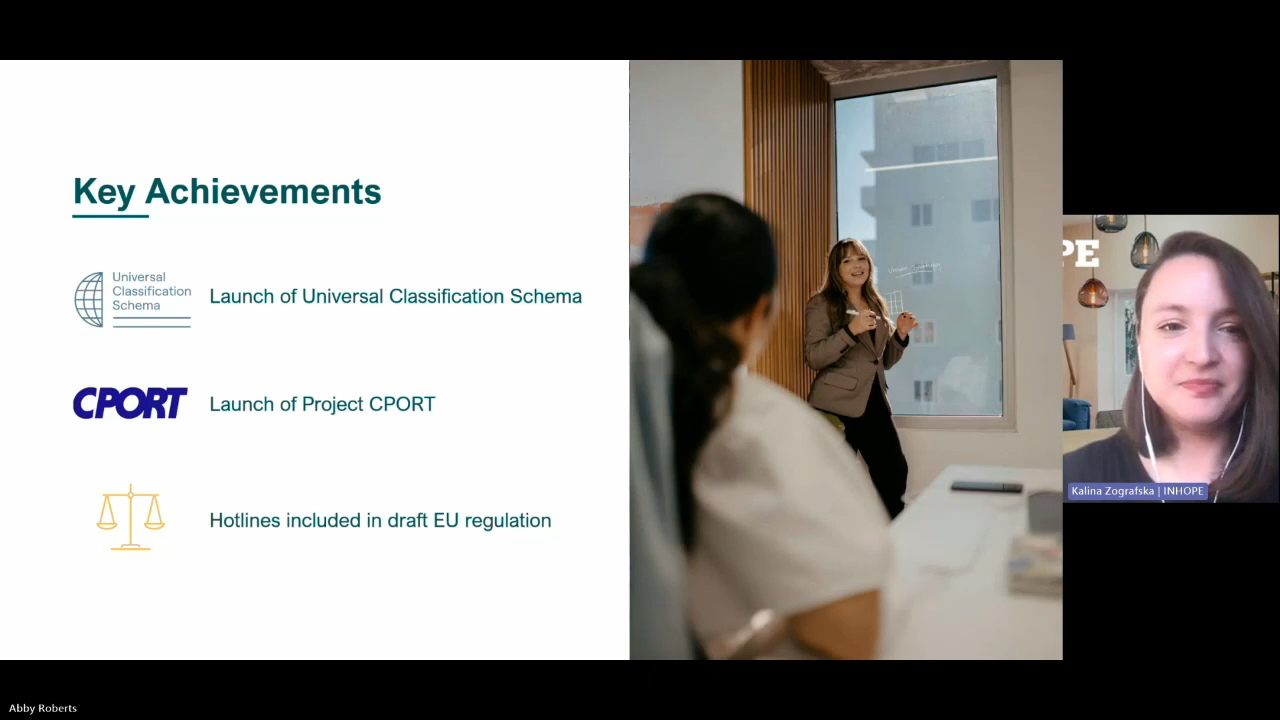 Key Achievements
Universal
Classification
Schema
Launch of Universal Classification Schema
CPORT
Launch of Project CPORT
Hotlines included in draft EU regulation
PE
Kalina Zografska | INHOPE
Abby Roberts